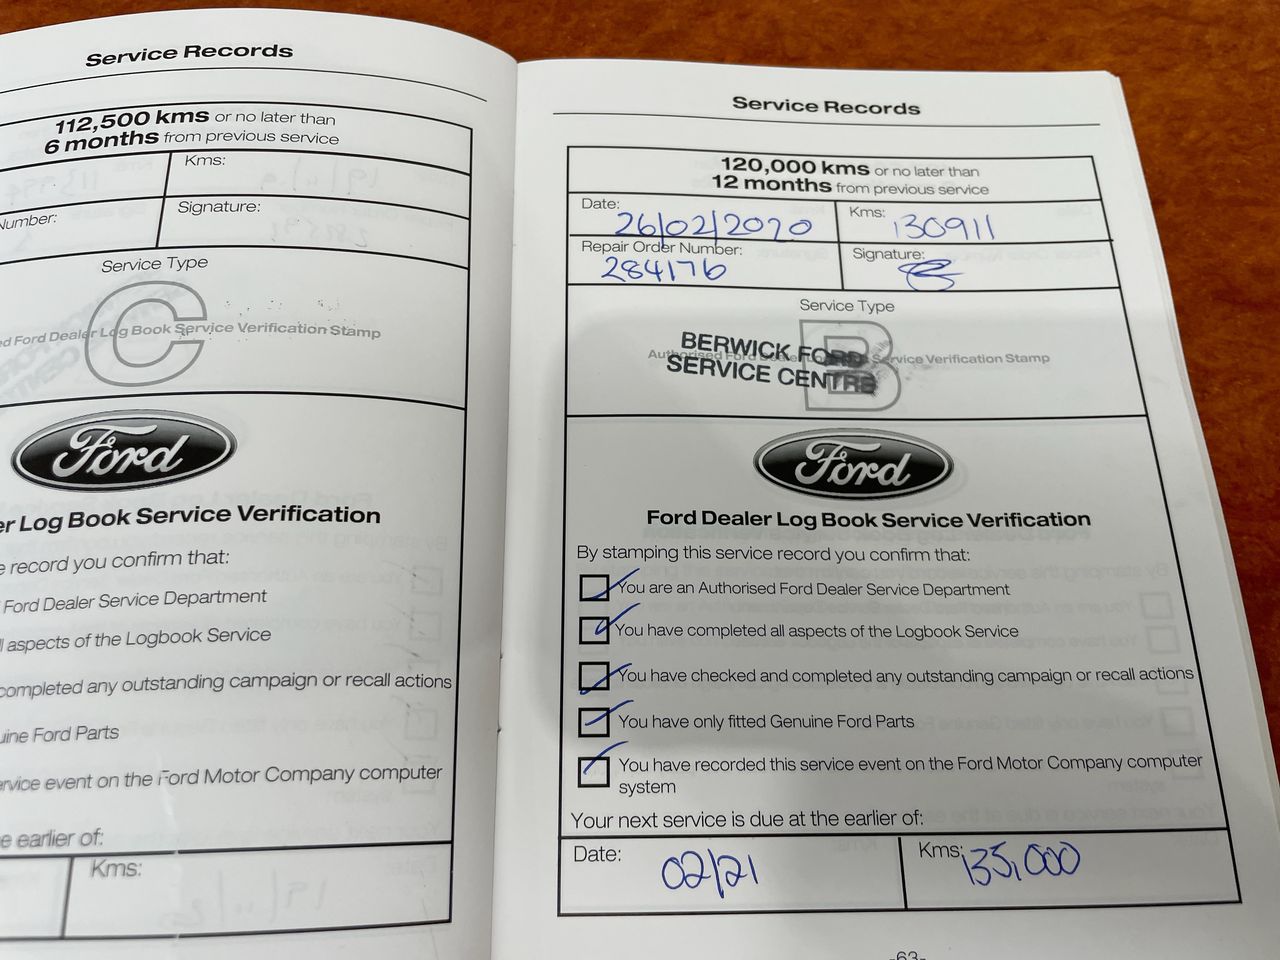 Service Records
112,500 kms or no later than
6 months from previous service
Kms:
Number:
Signature:
Service Type
C
ed Ford Dealer Log Book Service Verification Stamp
Ford
er Log Book Service Verification
e record you confirm that:
Ford Dealer Service Department
ll aspects of the Logbook Service
completed any outstanding campaign or recall actions
uine Ford Parts
ervice event on the Ford Motor Company computer
e earlier of:
Kms:
Service Records
120,000 kms or no later than
12 months from previous service
Date: 26/02/2020
Kms: 130911
Repair Order Number: 284176
Signature:
Service Type
B
Authorised Ford Dealer Service Verification Stamp
BERWICK FORD
SERVICE CENTRE
Ford
Ford Dealer Log Book Service Verification
By stamping this service record you confirm that:
You are an Authorised Ford Dealer Service Department
You have completed all aspects of the Logbook Service
You have checked and completed any outstanding campaign or recall actions
You have only fitted Genuine Ford Parts
You have recorded this service event on the Ford Motor Company computer
system
Your next service is due at the earlier of:
Date: 02/21
Kms: 135,000
-63-